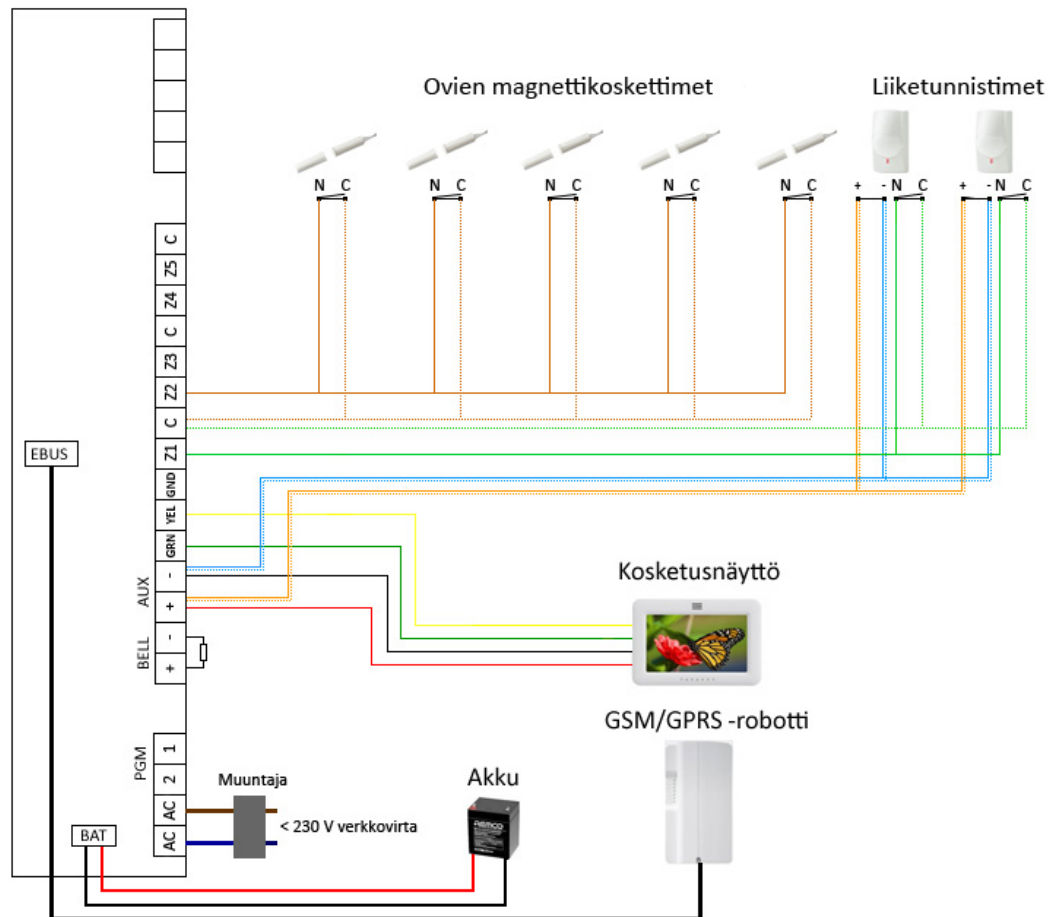 Ovien magnettikoskettimet
Liiketunnistimet
N C N C N C N C N C + - N C + - N C
C
Z5
Z4
C
Z3
Z2
C
Z1
GND
YEL
GRN
AUX
-
+
BELL
-
+
PGM
1
2
AC
AC
EBUS
BAT
Kosketusnäyttö
GSM/GPRS -robotti
Muuntaja
< 230 V verkkovirta
Akku
REMCO